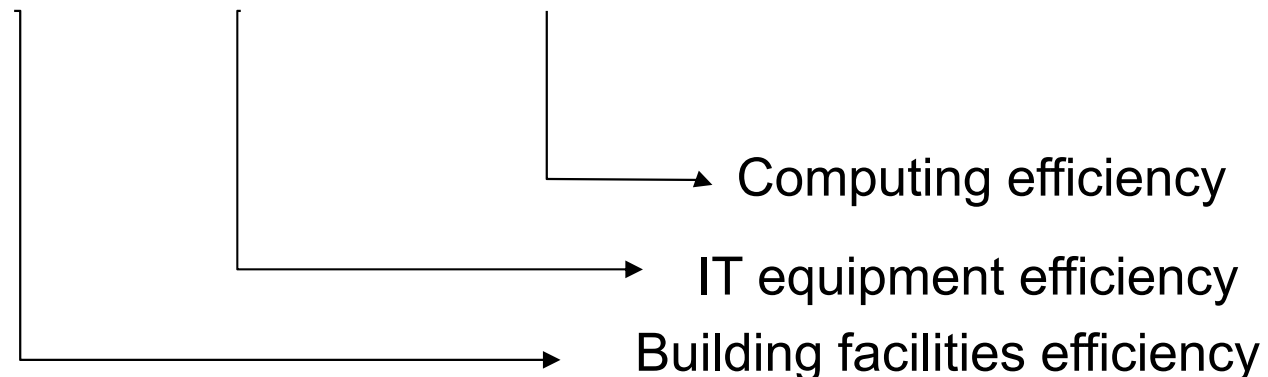 Computing efficiency
IT equipment efficiency
Building facilities efficiency